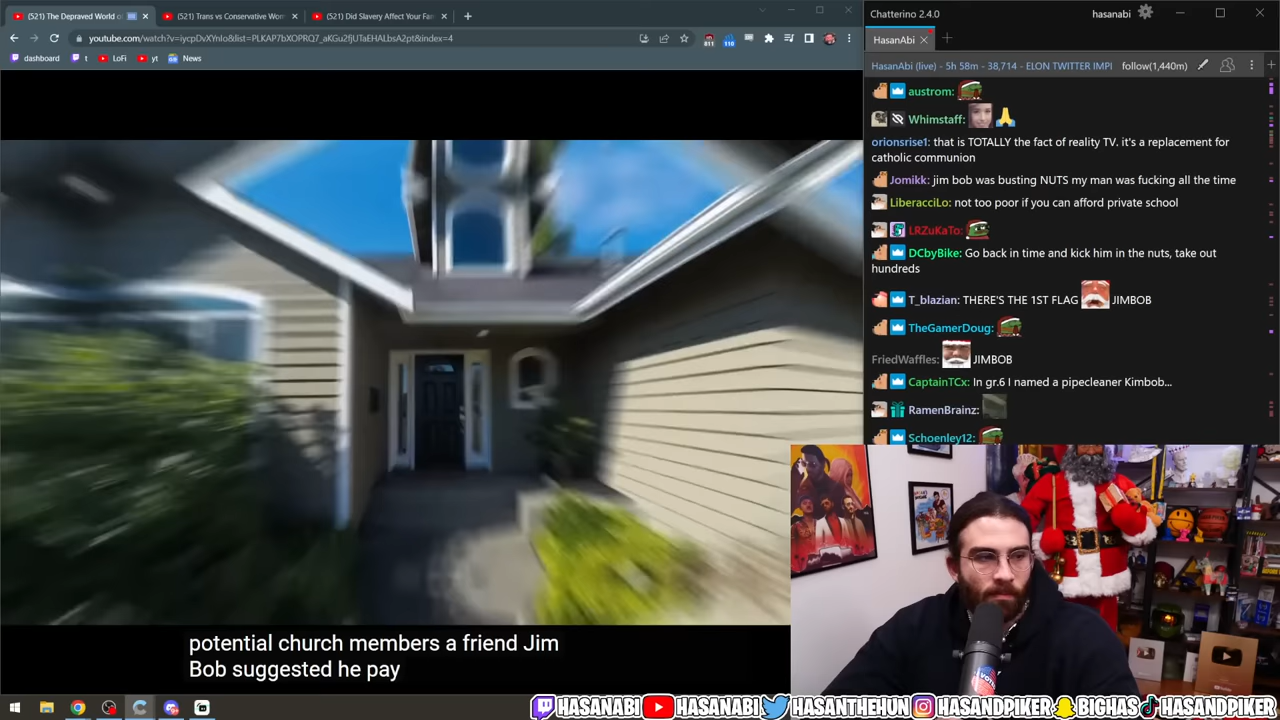 (521) The Depraved World of
(521) Trans vs Conservative Wom
(521) Did Slavery Affect Your Fam
youtube.com/watch?v=iycpDvXYnIo&list=PLKAP7bXOPRQ7_aKGu2fjUTaEHALbsA2pt&index=4
811
110
dashboard
t
LoFi
yt
News
Chatterino 2.4.0
hasanabi
HasanAbi
HasanAbi (live) - 5h 58m - 38,714 - ELON TWITTER IMPI
follow(1,440m)
austrom:
Whimstaff:
orionsrise1: that is TOTALLY the fact of reality TV. it's a replacement for
catholic communion
Jomikk: jim bob was busting NUTS my man was fucking all the time
LiberacciLo: not too poor if you can afford private school
LRZuKaTo:
DCbyBike: Go back in time and kick him in the nuts, take out
hundreds
T_blazian: THERE'S THE 1ST FLAG JIMBOB
TheGamerDoug:
FriedWaffles: JIMBOB
CaptainTCx: In gr.6 I named a pipecleaner Kimbob...
RamenBrainz:
Schoenley12:
potential church members a friend Jim
Bob suggested he pay
HASANABI
HASANABI
HASANTHEHUN
HASANDPIKER
BIGHAS
HASANDPIKER